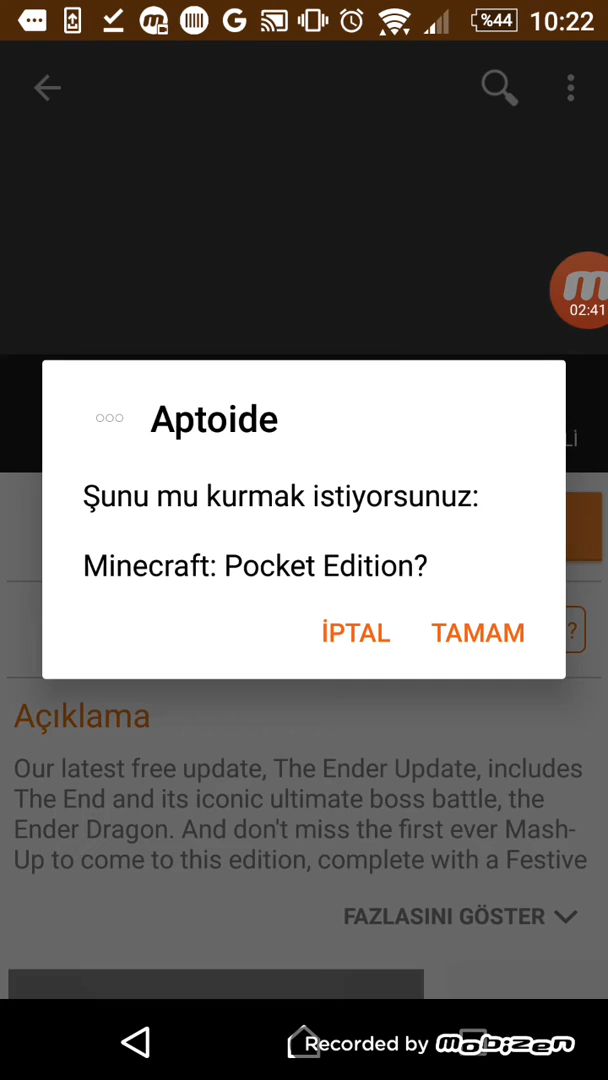 %44 10:22
02:41
Aptoide
Şunu mu kurmak istiyorsunuz:
Minecraft: Pocket Edition?
İPTAL TAMAM
?
Açıklama
Our latest free update, The Ender Update, includes
The End and its iconic ultimate boss battle, the
Ender Dragon. And don't miss the first ever Mash-
Up to come to this edition, complete with a Festive
FAZLASINI GÖSTER
Recorded by mobizen